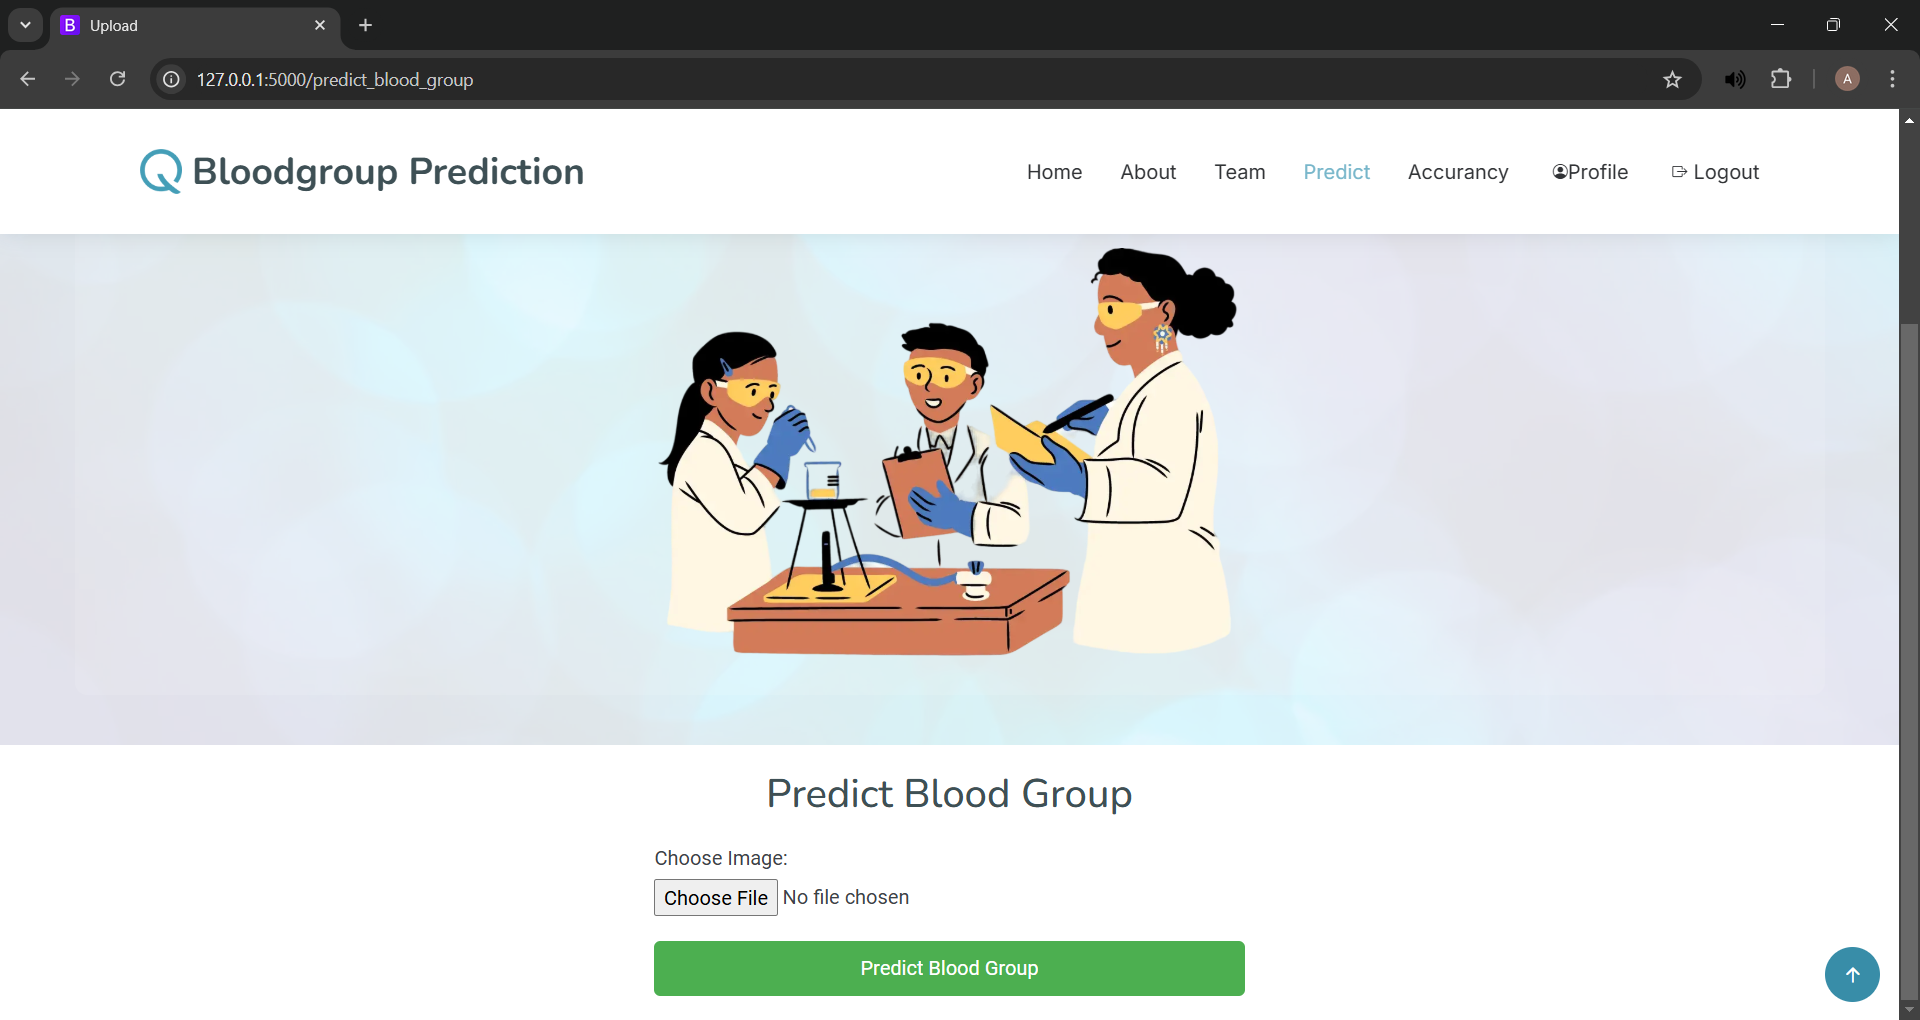 B Upload
127.0.0.1:5000/predict_blood_group
A
Bloodgroup Prediction
Home About Team Predict Accurancy Profile Logout
Predict Blood Group
Choose Image:
Choose File No file chosen
Predict Blood Group